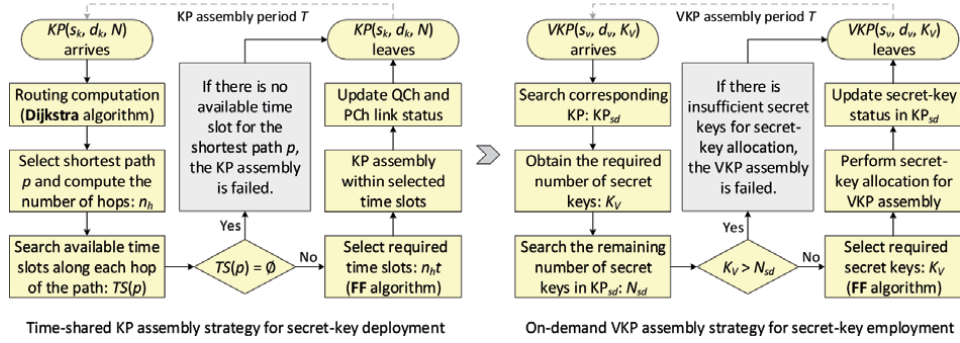 KP assembly period T
KP(sk, dk, N)
arrives
Routing computation
(Dijkstra algorithm)
Select shortest path
p and compute the
number of hops: nh
Search available time
slots along each hop
of the path: TS(p)
If there is no
available time
slot for the
shortest path p,
the KP assembly
is failed.
Yes
TS(p) = Ø
No
KP(sk, dk, N)
leaves
Update QCh and
PCh link status
KP assembly
within selected
time slots
Select required
time slots: nht
(FF algorithm)
Time-shared KP assembly strategy for secret-key deployment
VKP assembly period T
VKP(sv, dv, KV)
arrives
Search corresponding
KP: KPsd
Obtain the required
number of secret
keys: KV
Search the remaining
number of secret
keys in KPsd: Nsd
If there is
insufficient secret
keys for secret-
key allocation,
the VKP assembly
is failed.
Yes
KV > Nsd
No
VKP(sv, dv, KV)
leaves
Update secret-key
status in KPsd
Perform secret-
key allocation for
VKP assembly
Select required
secret keys: KV
(FF algorithm)
On-demand VKP assembly strategy for secret-key employment